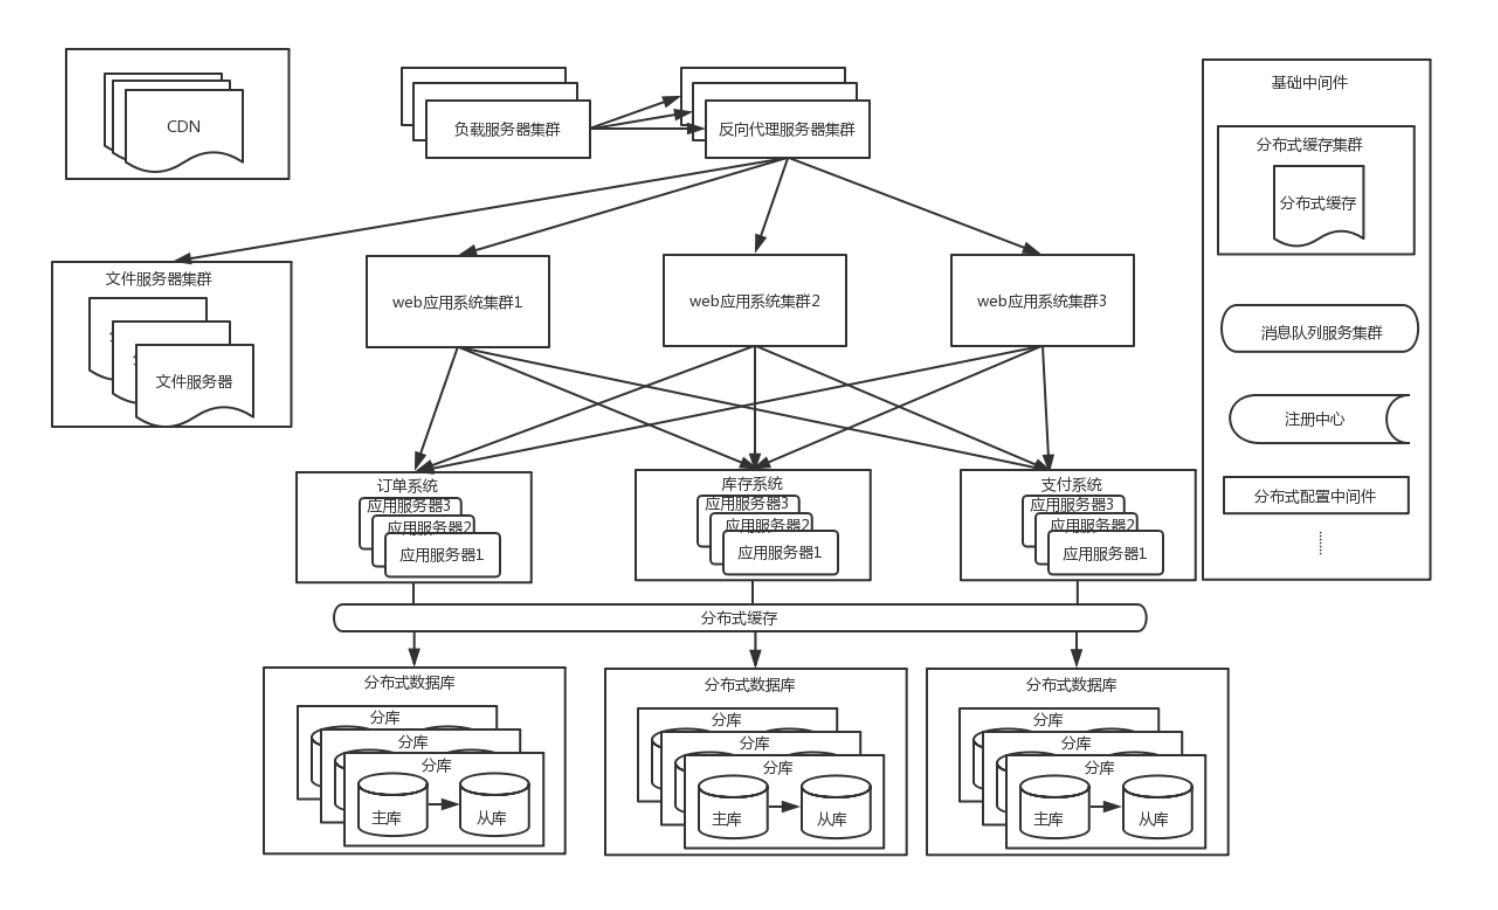 CDN
负载服务器集群
反向代理服务器集群
基础中间件
分布式缓存集群
分布式缓存
消息队列服务集群
注册中心
分布式配置中间件
文件服务器集群
文件服务器
web应用系统集群1
web应用系统集群2
web应用系统集群3
订单系统
应用服务器3
应用服务器2
应用服务器1
库存系统
应用服务器3
应用服务器2
应用服务器1
支付系统
应用服务器3
应用服务器2
应用服务器1
分布式缓存
分布式数据库
分库
分库
分库
主库
从库
分布式数据库
分库
分库
分库
主库
从库
分布式数据库
分库
分库
分库
主库
从库